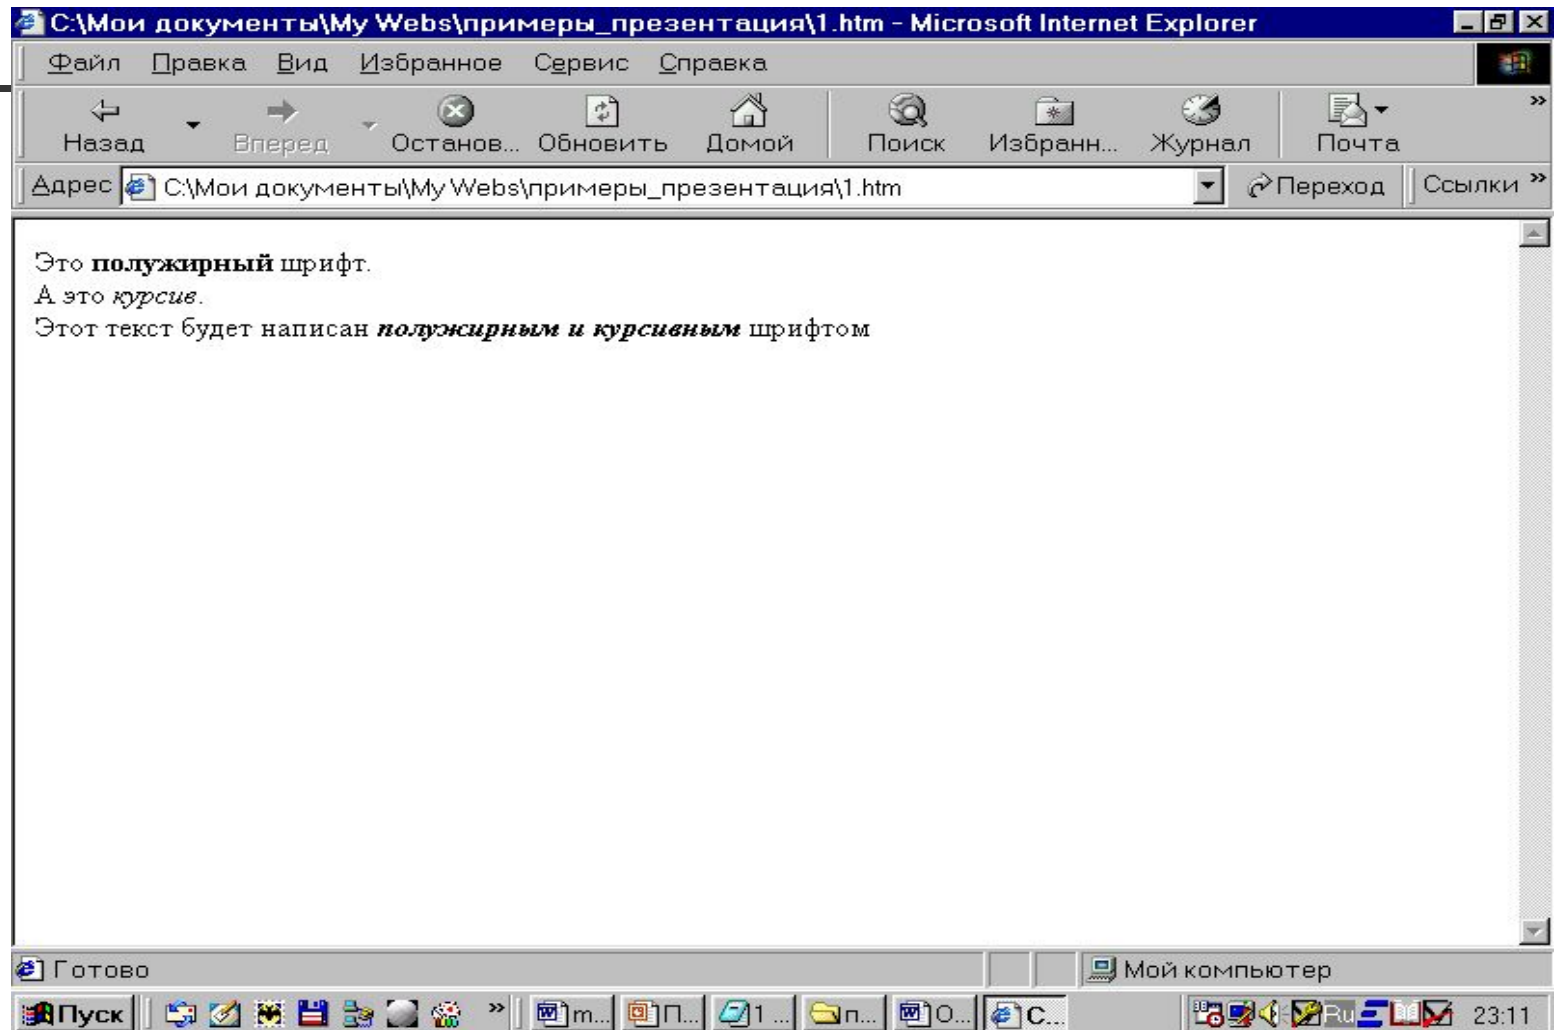 C:\Мои документы\My Webs\примеры_презентация\1.htm - Microsoft Internet Explorer
Файл Правка Вид Избранное Сервис Справка
Назад Вперед Останов... Обновить Домой Поиск Избранн... Журнал Почта »
Адрес C:\Мои документы\My Webs\примеры_презентация\1.htm Переход Ссылки »
Это полужирный шрифт.
А это курсив.
Этот текст будет написан полужирным и курсивным шрифтом
Готово Мой компьютер
Пуск » m... П... 1 ... п... О... C... Ru 23:11